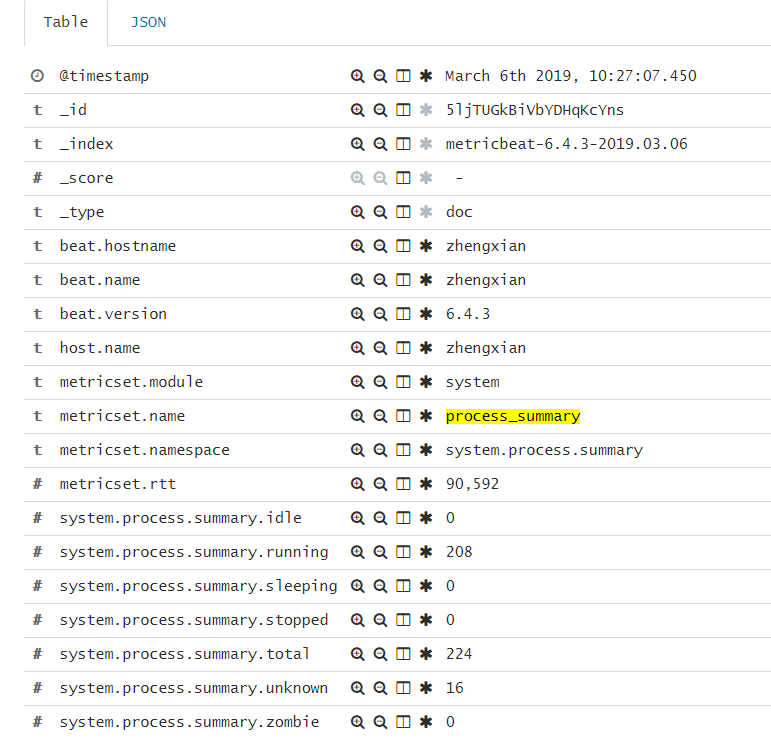 Table JSON
@timestamp March 6th 2019, 10:27:07.450
t _id 5ljTUGkBiVbYDHqKcYns
t _index metricbeat-6.4.3-2019.03.06
# _score -
t _type doc
t beat.hostname zhengxian
t beat.name zhengxian
t beat.version 6.4.3
t host.name zhengxian
t metricset.module system
t metricset.name process_summary
t metricset.namespace system.process.summary
# metricset.rtt 90,592
# system.process.summary.idle 0
# system.process.summary.running 208
# system.process.summary.sleeping 0
# system.process.summary.stopped 0
# system.process.summary.total 224
# system.process.summary.unknown 16
# system.process.summary.zombie 0